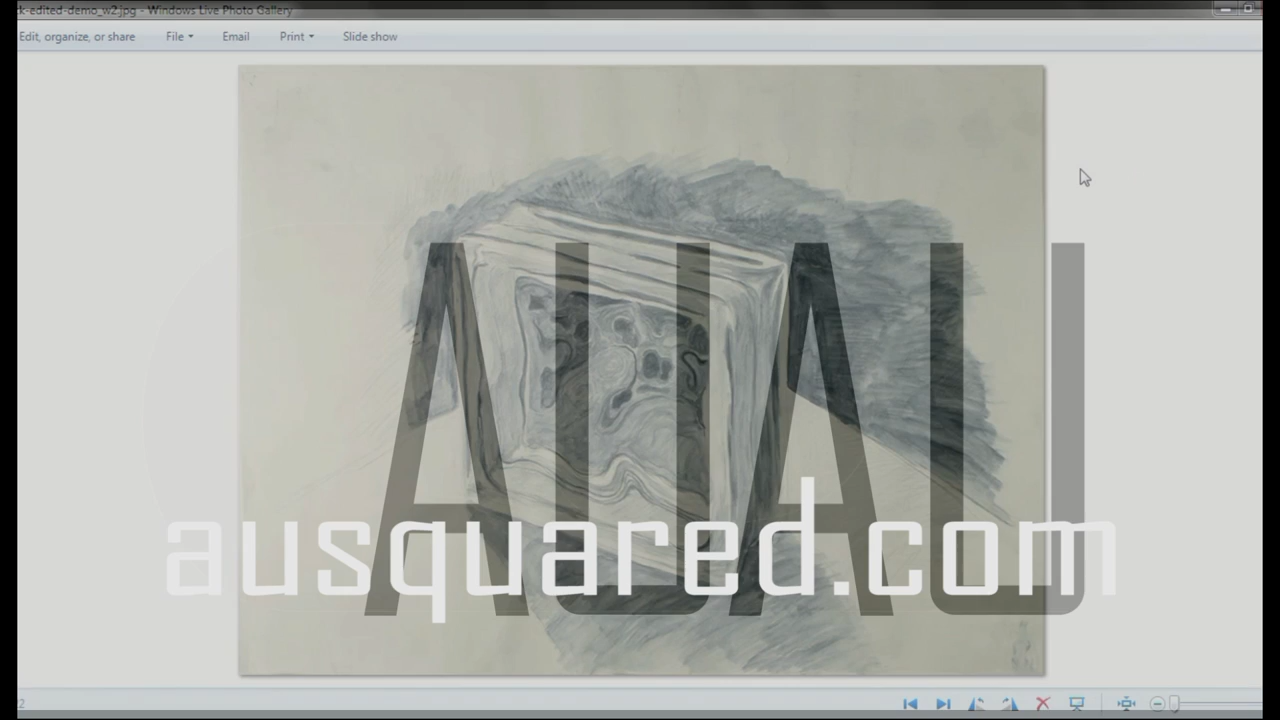 k-edited-demo_w2.jpg - Windows Live Photo Gallery
Edit, organize, or share File Email Print Slide show
AUAU
ausquared.com